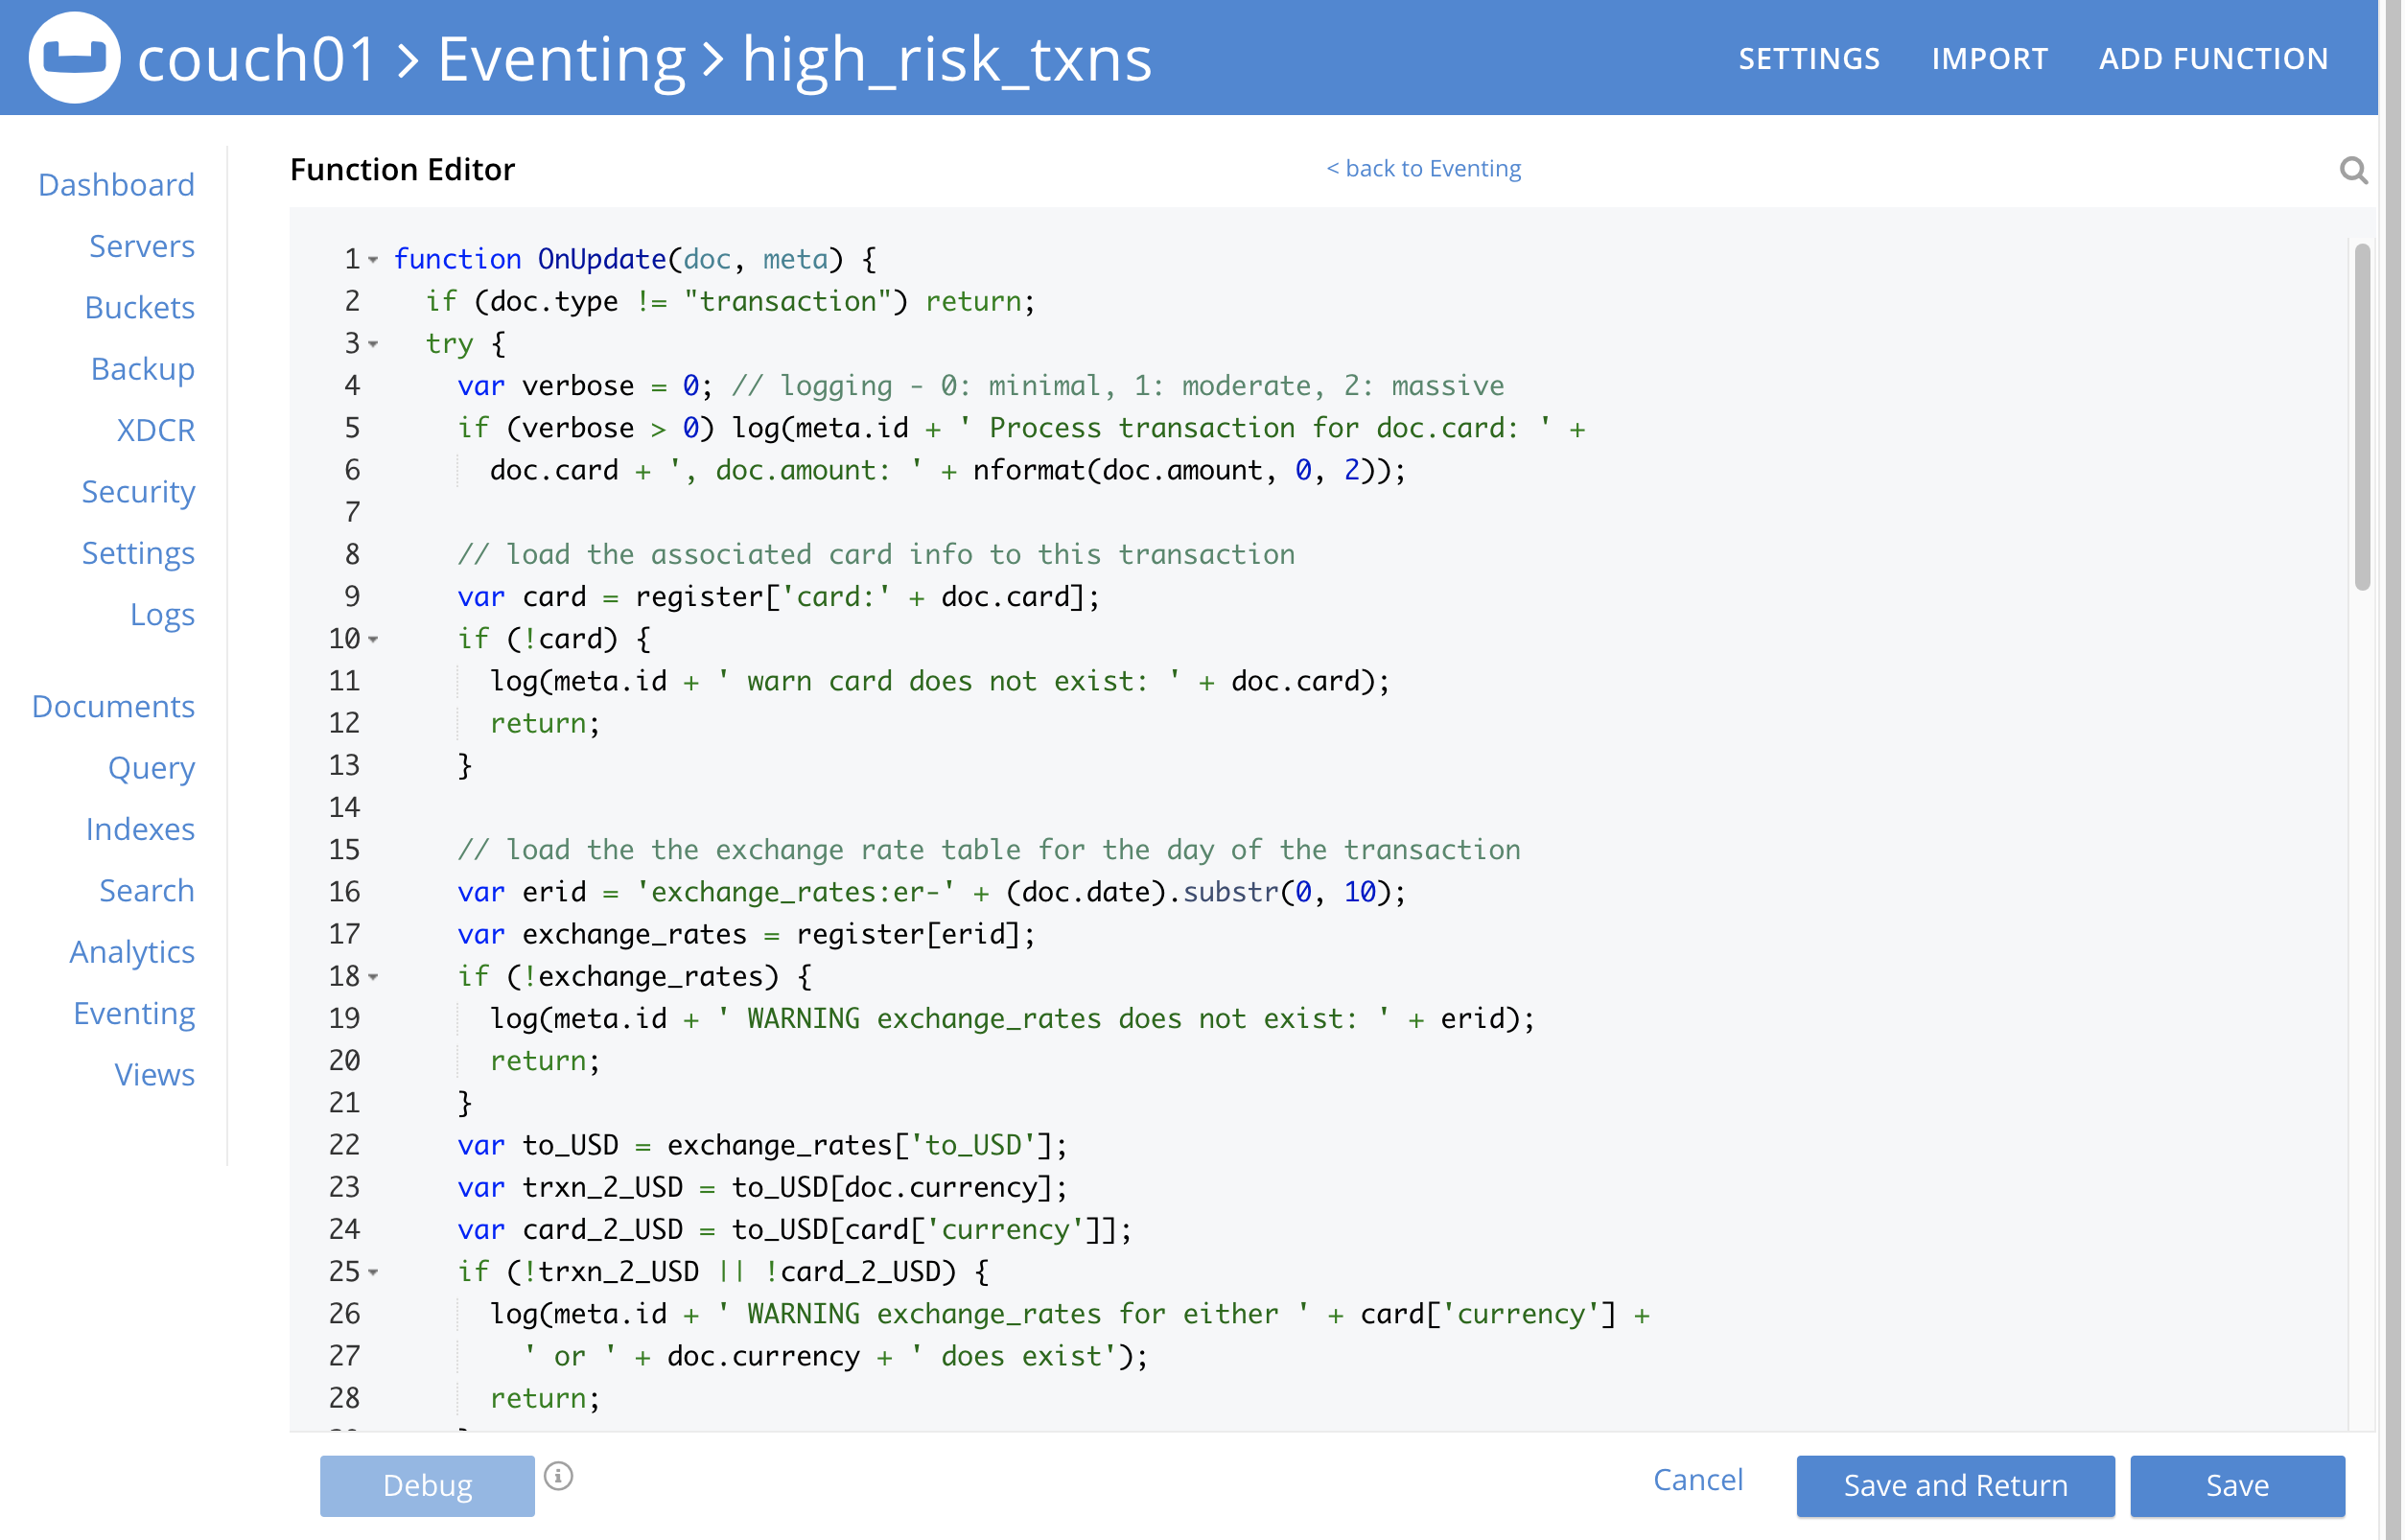 couch01 > Eventing > high_risk_txns
SETTINGS IMPORT ADD FUNCTION
Dashboard
Servers
Buckets
Backup
XDCR
Security
Settings
Logs
Documents
Query
Indexes
Search
Analytics
Eventing
Views
Function Editor
< back to Eventing
1 function OnUpdate(doc, meta) {
2   if (doc.type != "transaction") return;
3   try {
4     var verbose = 0; // logging - 0: minimal, 1: moderate, 2: massive
5     if (verbose > 0) log(meta.id + ' Process transaction for doc.card: ' +
6       doc.card + ', doc.amount: ' + nformat(doc.amount, 0, 2));
7
8     // load the associated card info to this transaction
9     var card = register['card:' + doc.card];
10     if (!card) {
11       log(meta.id + ' warn card does not exist: ' + doc.card);
12       return;
13     }
14
15     // load the the exchange rate table for the day of the transaction
16     var erid = 'exchange_rates:er-' + (doc.date).substr(0, 10);
17     var exchange_rates = register[erid];
18     if (!exchange_rates) {
19       log(meta.id + ' WARNING exchange_rates does not exist: ' + erid);
20       return;
21     }
22     var to_USD = exchange_rates['to_USD'];
23     var trxn_2_USD = to_USD[doc.currency];
24     var card_2_USD = to_USD[card['currency']];
25     if (!trxn_2_USD || !card_2_USD) {
26       log(meta.id + ' WARNING exchange_rates for either ' + card['currency'] +
27         ' or ' + doc.currency + ' does exist');
28       return;
Debug
Cancel
Save and Return
Save